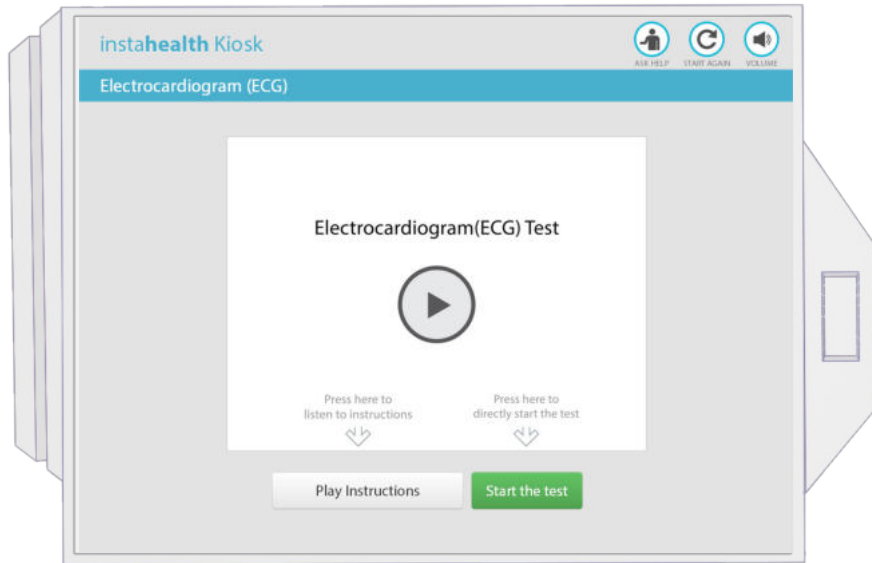 instahealth Kiosk
ASK HELP
START AGAIN
VOLUME
Electrocardiogram (ECG)
Electrocardiogram(ECG) Test
Press here to
listen to instructions
Press here to
directly start the test
Play Instructions
Start the test